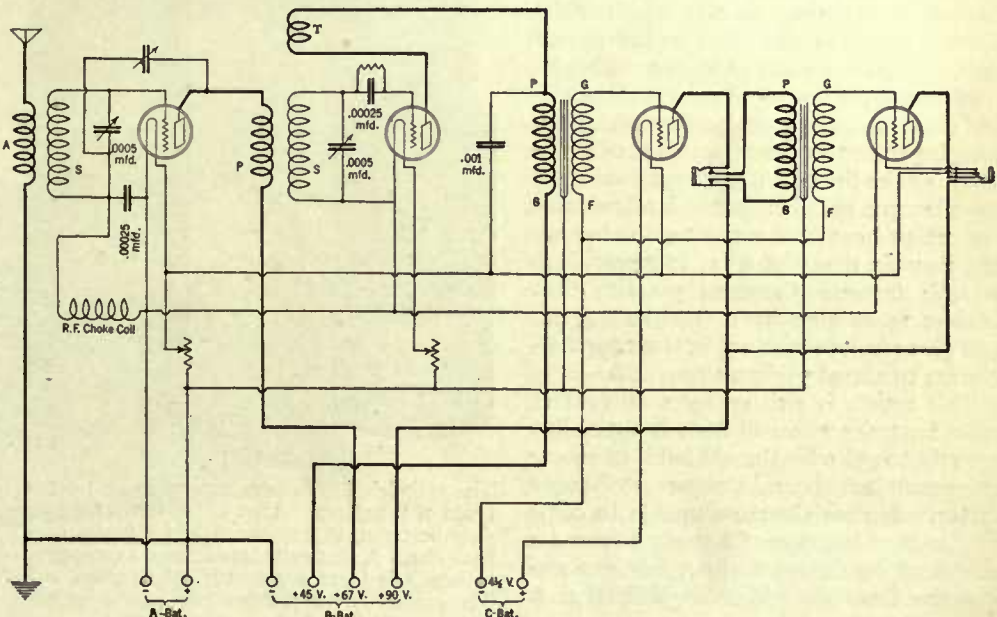 T
P
G
P
G
A
S
.0005
mfd.
.00025
mfd.
P
S
.00025
mfd.
.0005
mfd.
.001
mfd.
B
F
B
F
R.F. Choke Coil
- +
- +45 V. +67 V. +90 V.
- 4½ V. +
A-Bat.
B-Bat.
C-Bat.